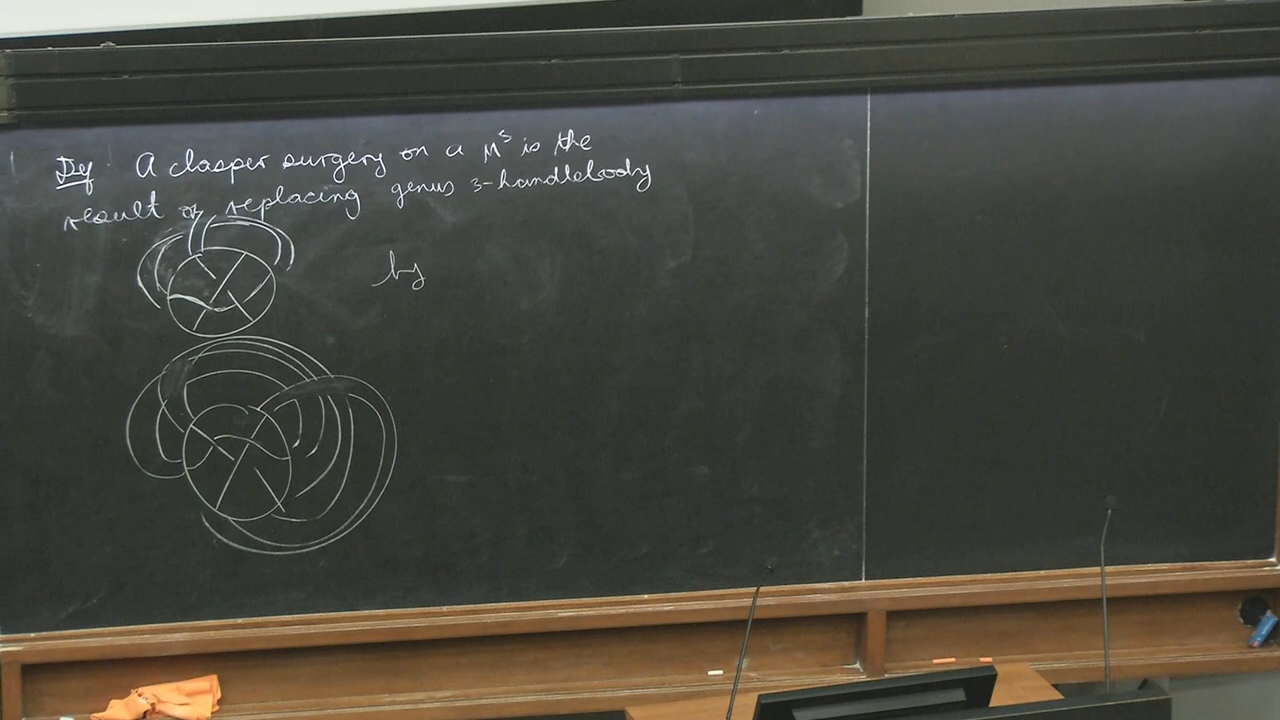 Def A clasper surgery on a M³ is the
result of replacing genus 3-handlebody
by